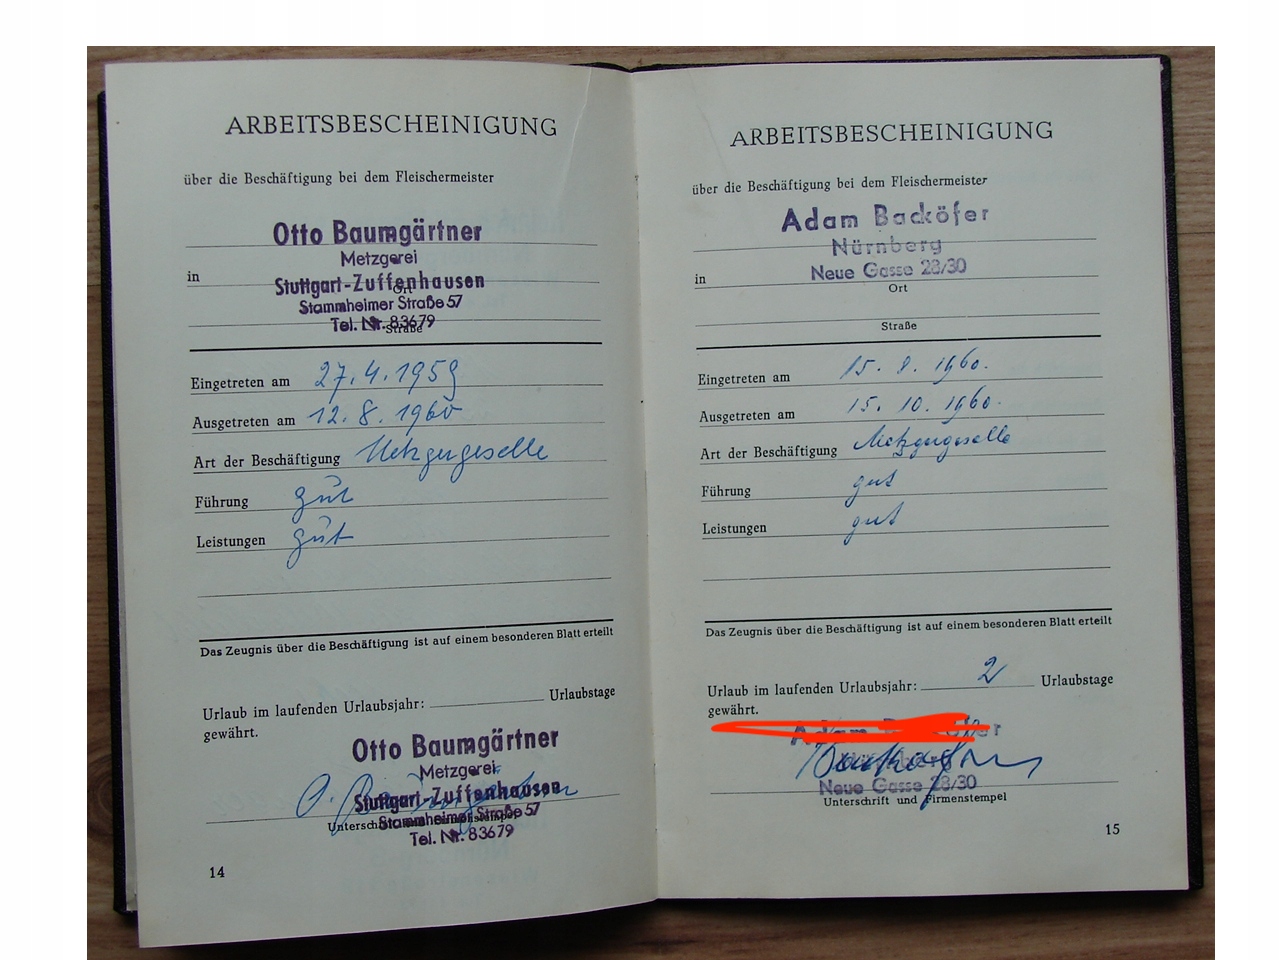 ARBEITSBESCHEINIGUNG
über die Beschäftigung bei dem Fleischermeister
Otto Baumgärtner
Metzgerei
in Stuttgart-Zuffenhausen
Ort
Stammheimer Straße 57
Tel. Nr. 83679
Straße
Eingetreten am 27.4.1959
Ausgetreten am 12.8.1960
Art der Beschäftigung Metzgergeselle
Führung gut
Leistungen gut
Das Zeugnis über die Beschäftigung ist auf einem besonderen Blatt erteilt
Urlaub im laufenden Urlaubsjahr: Urlaubstage
gewährt.
Otto Baumgärtner
Metzgerei
Stuttgart-Zuffenhausen
Stammheimer Straße 57
Unterschrift und Firmenstempel
Tel. Nr. 83679
14
ARBEITSBESCHEINIGUNG
über die Beschäftigung bei dem Fleischermeister
Adam Backöfer
Nürnberg
in Neue Gasse 28/30
Ort
Straße
Eingetreten am 15. 8. 1960.
Ausgetreten am 15. 10. 1960.
Art der Beschäftigung Metzgergeselle
Führung gut
Leistungen gut
Das Zeugnis über die Beschäftigung ist auf einem besonderen Blatt erteilt
Urlaub im laufenden Urlaubsjahr: 2 Urlaubstage
gewährt.
Adam Backöfer
Nürnberg
Neue Gasse 28/30
Unterschrift und Firmenstempel
15